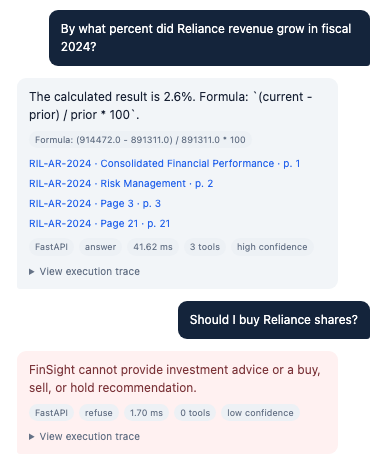 By what percent did Reliance revenue grow in fiscal
2024?
The calculated result is 2.6%. Formula: `(current -
prior) / prior * 100`.
Formula: (914472.0 - 891311.0) / 891311.0 * 100
RIL-AR-2024 · Consolidated Financial Performance · p. 1
RIL-AR-2024 · Risk Management · p. 2
RIL-AR-2024 · Page 3 · p. 3
RIL-AR-2024 · Page 21 · p. 21
FastAPI answer 41.62 ms 3 tools high confidence
▶ View execution trace
Should I buy Reliance shares?
FinSight cannot provide investment advice or a buy,
sell, or hold recommendation.
FastAPI refuse 1.70 ms 0 tools low confidence
▶ View execution trace